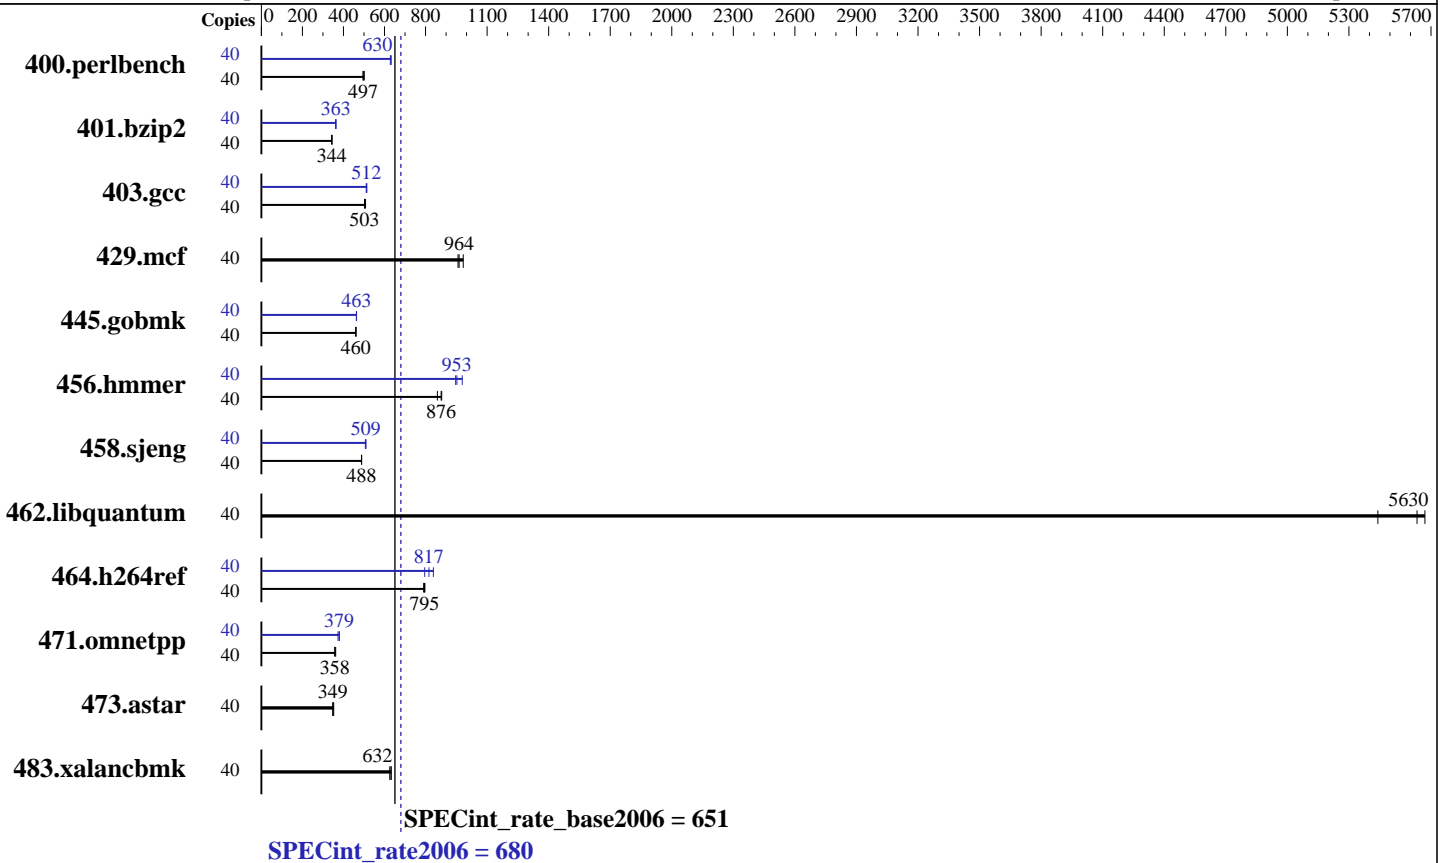 Copies 0 200 400 600 800 1100 1400 1700 2000 2300 2600 2900 3200 3500 3800 4100 4400 4700 5000 5300 5700
400.perlbench 40 630
40 497
401.bzip2 40 363
40 344
403.gcc 40 512
40 503
429.mcf 40 964
445.gobmk 40 463
40 460
456.hmmer 40 953
40 876
458.sjeng 40 509
40 488
462.libquantum 40 5630
464.h264ref 40 817
40 795
471.omnetpp 40 379
40 358
473.astar 40 349
483.xalancbmk 40 632
SPECint_rate_base2006 = 651
SPECint_rate2006 = 680